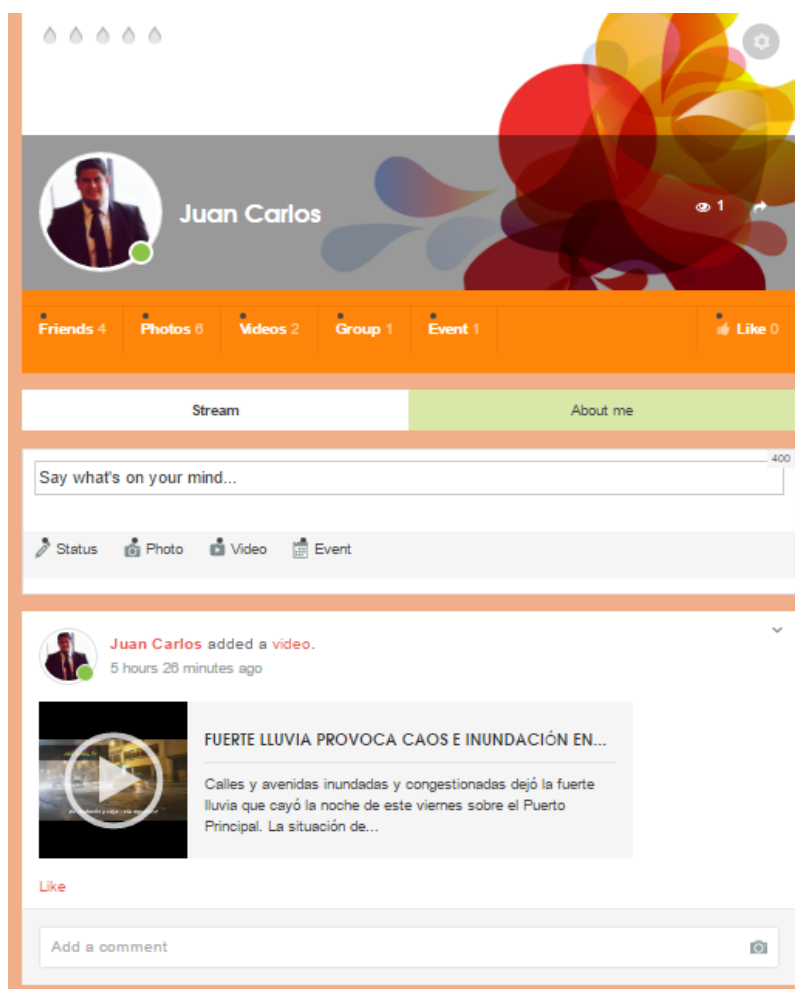 Juan Carlos
1
Friends 4 Photos 6 Videos 2 Group 1 Event 1 Like 0
Stream About me
400
Say what's on your mind...
Status Photo Video Event
Juan Carlos added a video.
5 hours 26 minutes ago
FUERTE LLUVIA PROVOCA CAOS E INUNDACIÓN EN...
Calles y avenidas inundadas y congestionadas dejó la fuerte
lluvia que cayó la noche de este viernes sobre el Puerto
Principal. La situación de...
Like
Add a comment